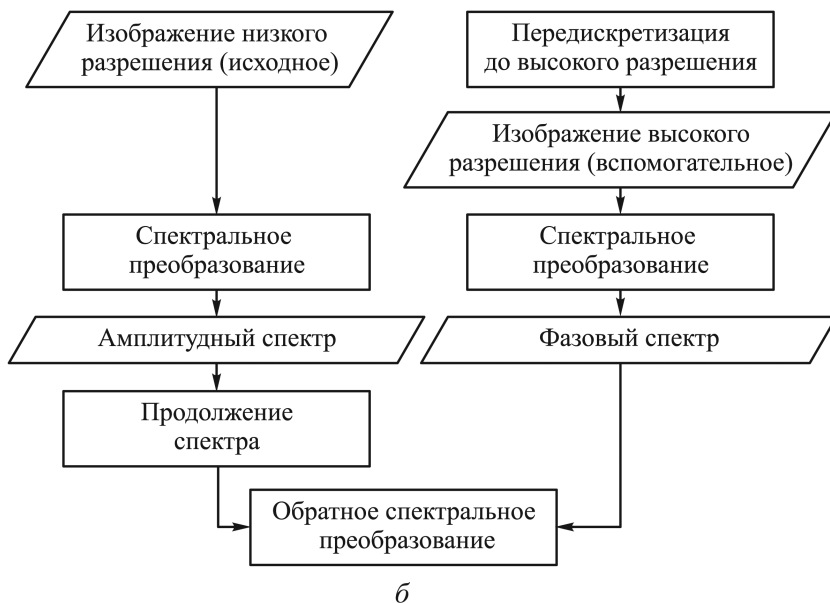 Изображение низкого
разрешения (исходное)
Передискретизация
до высокого разрешения
Изображение высокого
разрешения (вспомогательное)
Спектральное
преобразование
Спектральное
преобразование
Амплитудный спектр
Фазовый спектр
Продолжение
спектра
Обратное спектральное
преобразование
б